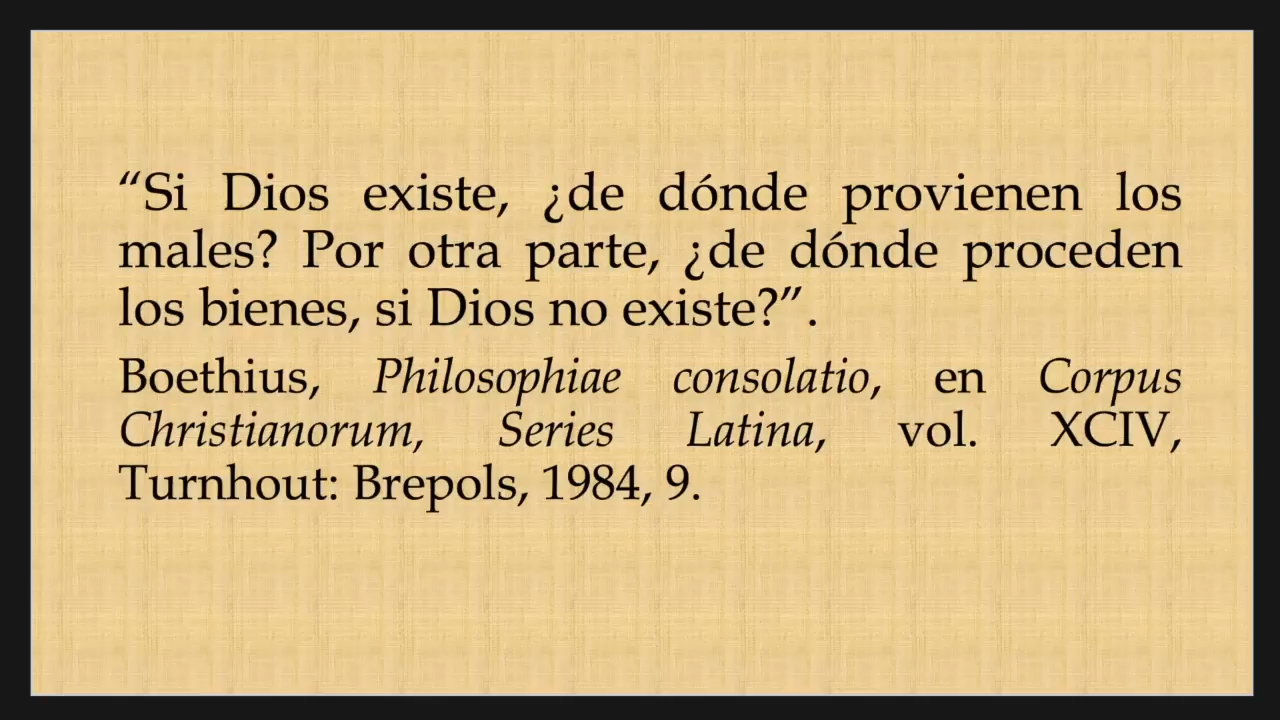 “Si Dios existe, ¿de dónde provienen los
males? Por otra parte, ¿de dónde proceden
los bienes, si Dios no existe?”.
Boethius, Philosophiae consolatio, en Corpus
Christianorum, Series Latina, vol. XCIV,
Turnhout: Brepols, 1984, 9.